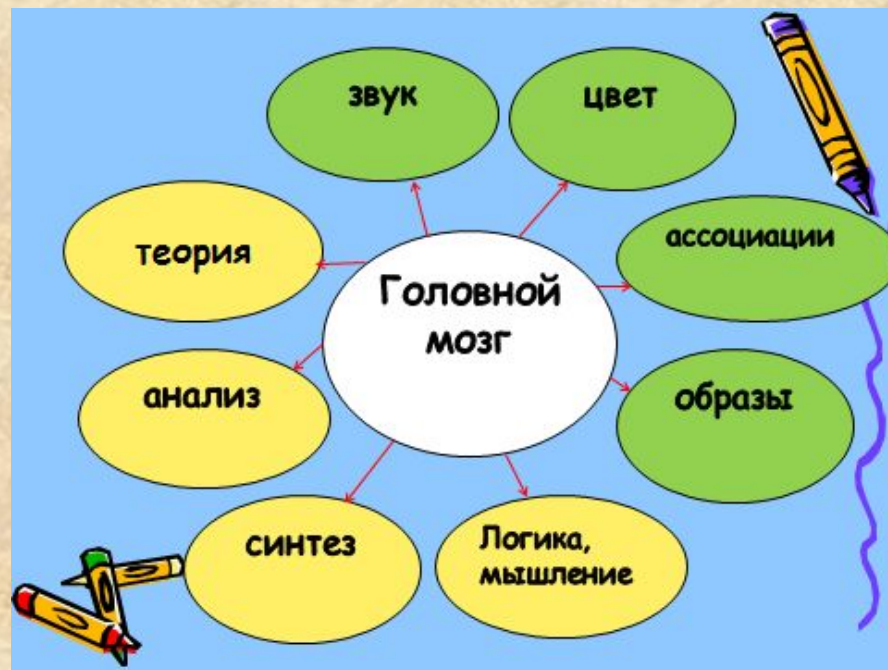 звук
цвет
теория
ассоциации
Головной
мозг
анализ
образы
синтез
Логика,
мышление